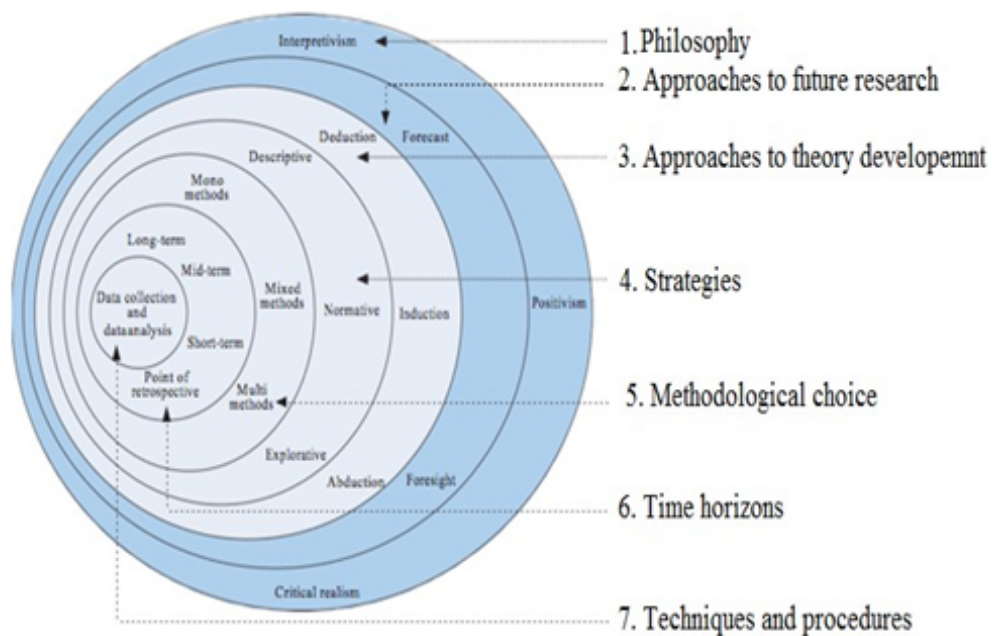 Interpretivism
1. Philosophy
2. Approaches to future research
Deduction
Forecast
Descriptive
3. Approaches to theory developemnt
Mono
methods
Long-term
Mid-term
4. Strategies
Data collection
and
dataanalysis
Mixed
methods
Normative
Induction
Positivism
Short-term
Point of
retrospective
Multi
methods
5. Methodological choice
Explorative
Abduction
Foresight
6. Time horizons
Critical realism
7. Techniques and procedures